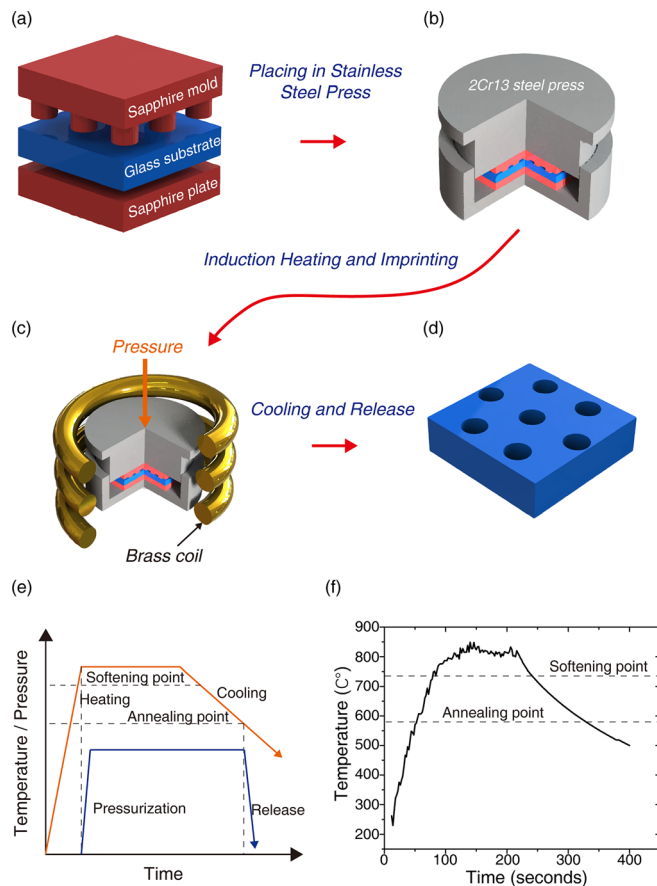 (a)
Sapphire mold
Glass substrate
Sapphire plate
Placing in Stainless
Steel Press
(b)
2Cr13 steel press
Induction Heating and Imprinting
(c)
Pressure
Brass coil
Cooling and Release
(d)
(e)
Temperature / Pressure
Softening point
Heating
Cooling
Annealing point
Pressurization
Release
Time
(f)
Temperature (C°)
900
800
700
600
500
400
300
200
Softening point
Annealing point
0
100
200
300
400
Time (seconds)